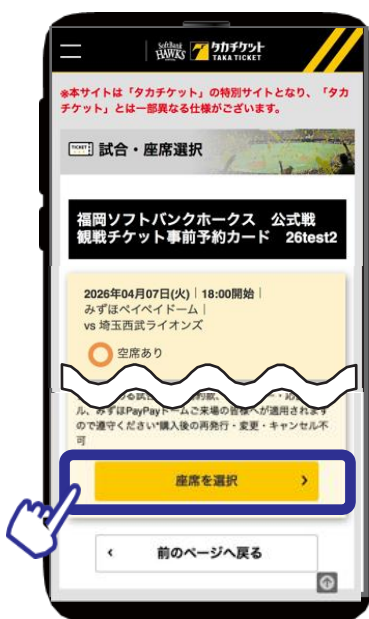 SoftBank HAWKS タカチケット TAKA TICKET
※本サイトは「タカチケット」の特別サイトとなり、「タカ
チケット」とは一部異なる仕様がございます。
TICKET 試合・座席選択
福岡ソフトバンクホークス 公式戦
観戦チケット事前予約カード 26test2
2026年04月07日(火)|18:00開始|
みずほペイペイドーム|
vs 埼玉西武ライオンズ
空席あり
ル、みずほPayPayドームご来場の皆様へが適用されます
ので遵守ください*購入後の再発行・変更・キャンセル不
可
座席を選択
前のページへ戻る